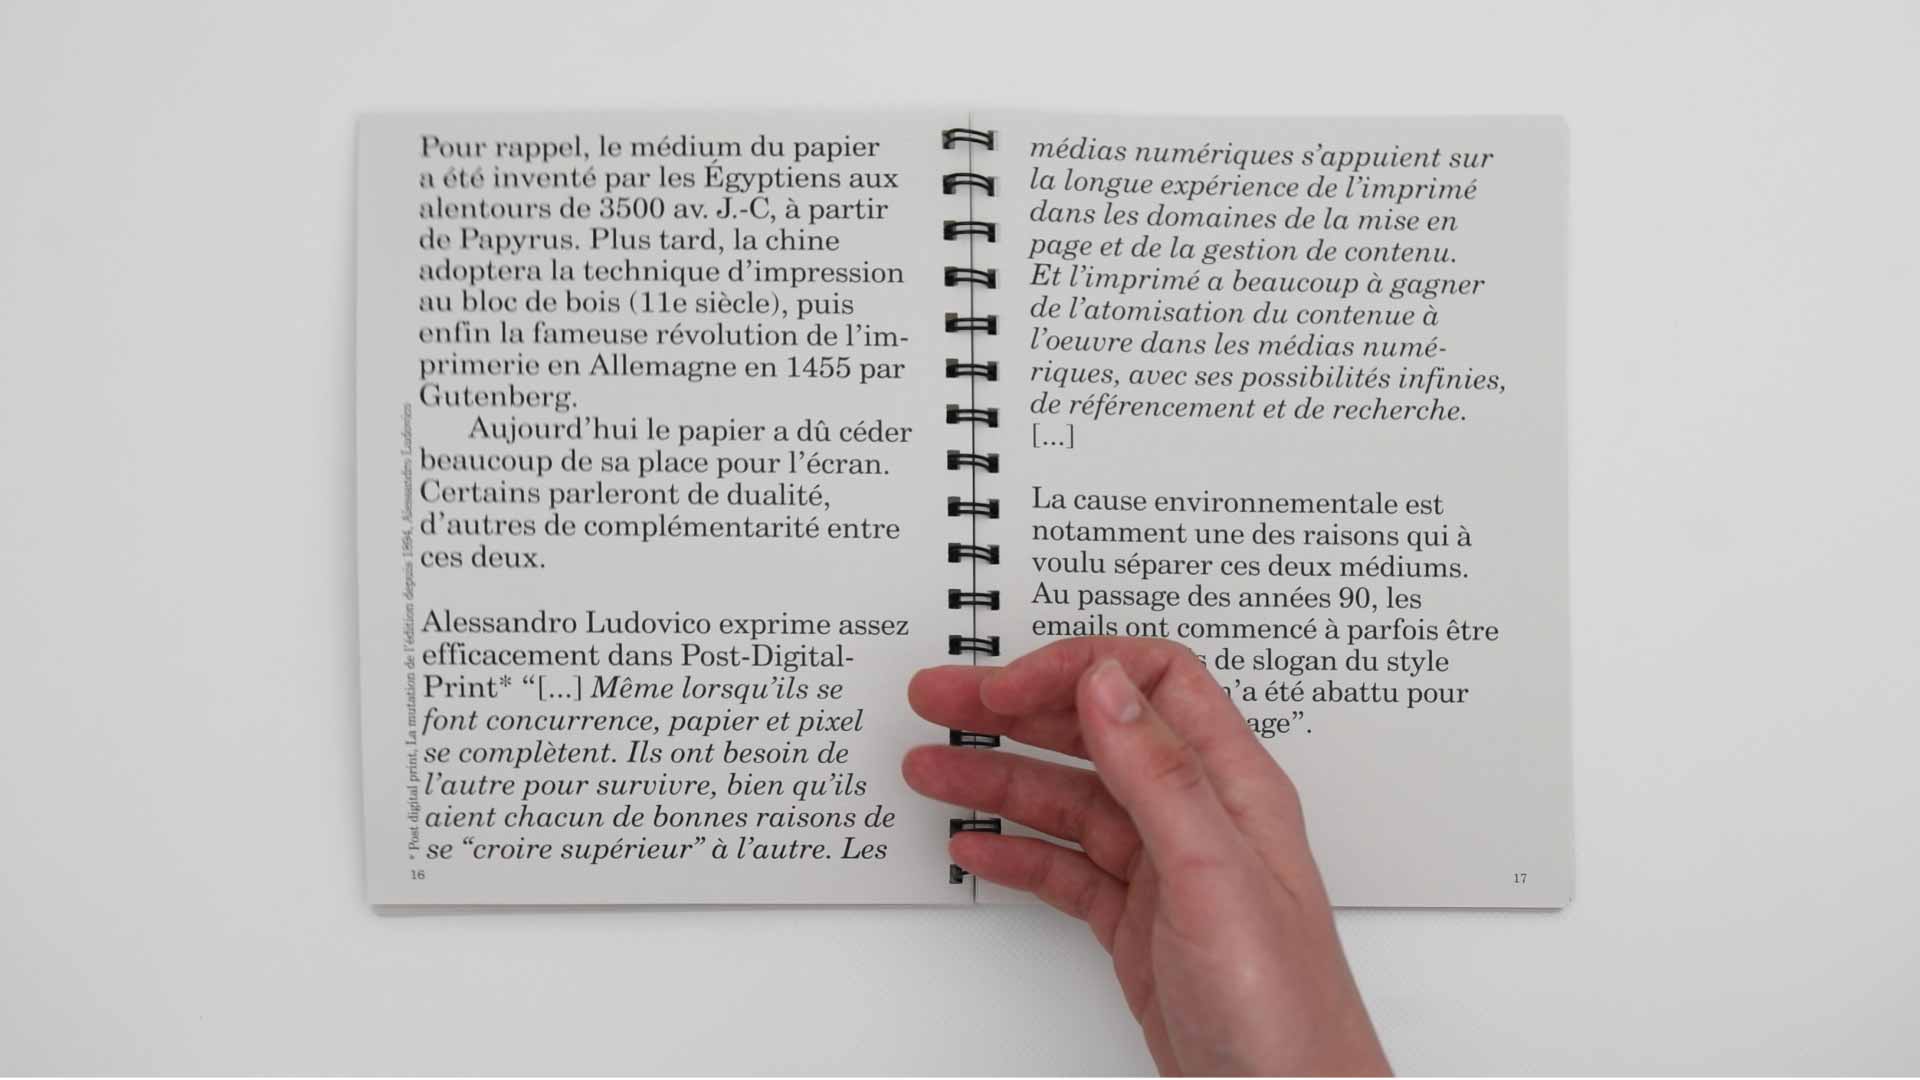 Pour rappel, le médium du papier
a été inventé par les Égyptiens aux
alentours de 3500 av. J.-C, à partir
de Papyrus. Plus tard, la chine
adoptera la technique d’impression
au bloc de bois (11e siècle), puis
enfin la fameuse révolution de l’im-
primerie en Allemagne en 1455 par
Gutenberg.
Aujourd’hui le papier a dû céder
beaucoup de sa place pour l’écran.
Certains parleront de dualité,
d’autres de complémentarité entre
ces deux.
Alessandro Ludovico exprime assez
efficacement dans Post-Digital-
Print* “[...] Même lorsqu’ils se
font concurrence, papier et pixel
se complètent. Ils ont besoin de
l’autre pour survivre, bien qu’ils
aient chacun de bonnes raisons de
se “croire supérieur” à l’autre. Les
* Post digital print, La mutation de l’édition depuis 1894, Alessandro Ludovico
16
médias numériques s’appuient sur
la longue expérience de l’imprimé
dans les domaines de la mise en
page et de la gestion de contenu.
Et l’imprimé a beaucoup à gagner
de l’atomisation du contenue à
l’oeuvre dans les médias numé-
riques, avec ses possibilités infinies,
de référencement et de recherche.
[...]
La cause environnementale est
notamment une des raisons qui à
voulu séparer ces deux médiums.
Au passage des années 90, les
emails ont commencé à parfois être
de slogan du style
’a été abattu pour
age”.
17